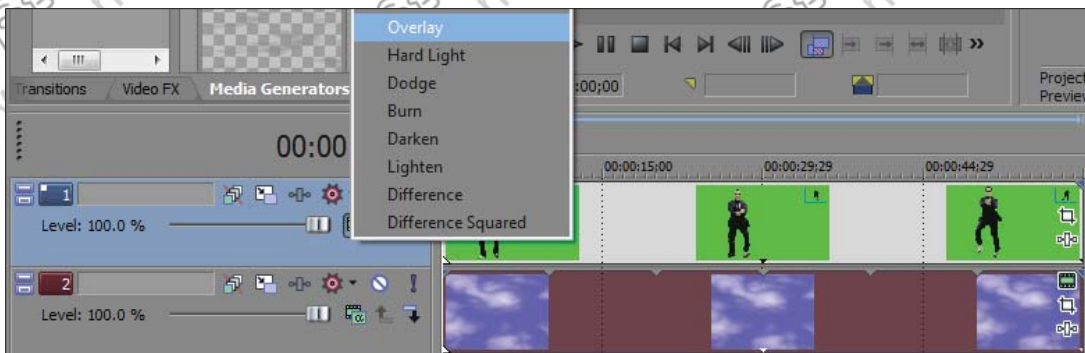 Overlay
Hard Light
Dodge
Burn
Darken
Lighten
Difference
Difference Squared
Transitions
Video FX
Media Generators
:00;00
Project
Preview
00:00
00:00:15;00
00:00:29;29
00:00:44;29
1
Level: 100.0 %
2
Level: 100.0 %